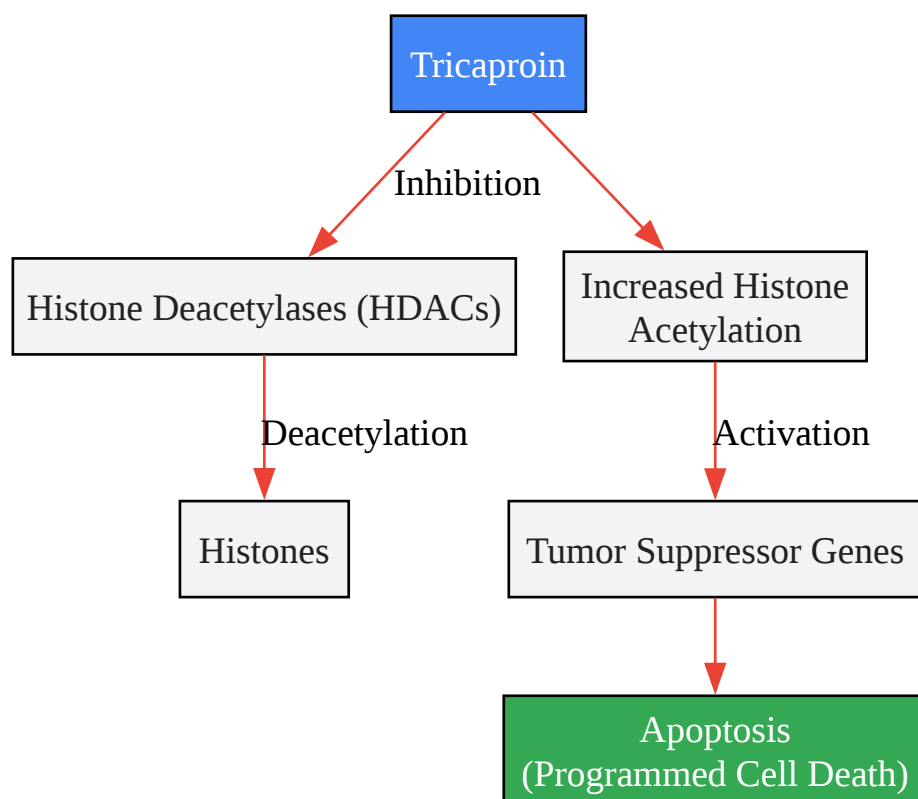 Tricaproin
Inhibition
Histone Deacetylases (HDACs)
Increased Histone
Acetylation
Deacetylation
Activation
Histones
Tumor Suppressor Genes
Apoptosis
(Programmed Cell Death)